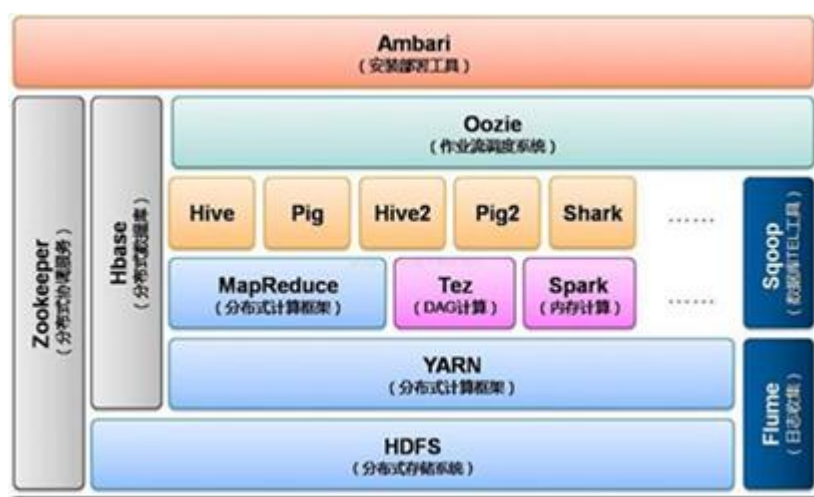 Ambari
（安装部署工具）
Oozie
（作业流调度系统）
Zookeeper
（分布式协调服务）
Hbase
（分布式数据库）
Hive
Pig
Hive2
Pig2
Shark
……
Sqoop
（数据库TEL工具）
MapReduce
（分布式计算框架）
Tez
（DAG计算）
Spark
（内存计算）
……
YARN
（分布式计算框架）
Flume
（日志收集）
HDFS
（分布式存储系统）